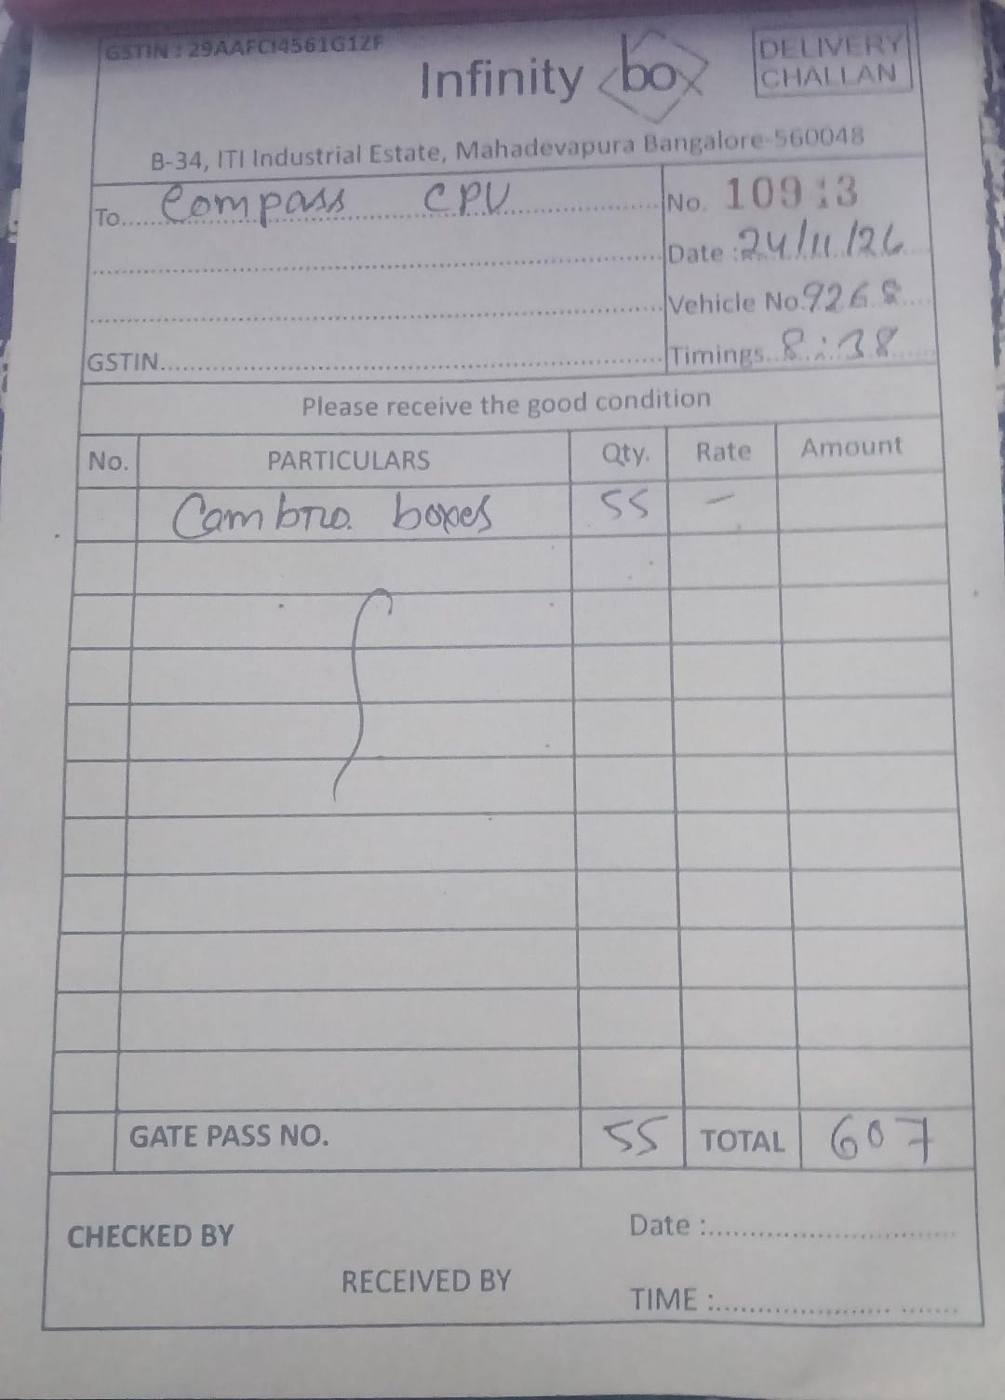 GSTIN : 29AAFCI4561G1ZF
Infinity box
DELIVERY
CHALLAN
B-34, ITI Industrial Estate, Mahadevapura Bangalore-560048
To Compass CPU
No. 10913
Date : 24/11/26
Vehicle No. 9268
GSTIN
Timings 8:38
Please receive the good condition
No. PARTICULARS Qty. Rate Amount
Cambro boxes 55 -
GATE PASS NO. 55 TOTAL 607
CHECKED BY
Date :
RECEIVED BY
TIME :